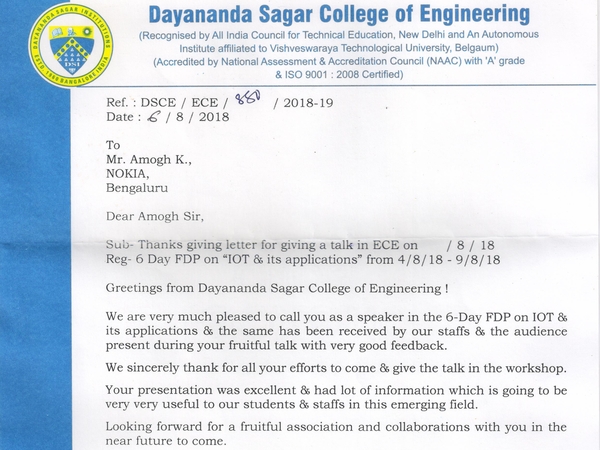 Dayananda Sagar College of Engineering
(Recognised by All India Council for Technical Education, New Delhi and An Autonomous
Institute affiliated to Vishveswaraya Technological University, Belgaum)
(Accredited by National Assessment & Accreditation Council (NAAC) with 'A' grade
& ISO 9001 : 2008 Certified)
DAYANANDA SAGAR INSTITUTIONS
DSI
ESTD. 1960 BANGALORE INDIA
Ref. : DSCE / ECE / 880 / 2018-19
Date : 6 / 8 / 2018
To
Mr. Amogh K.,
NOKIA,
Bengaluru
Dear Amogh Sir,
Sub- Thanks giving letter for giving a talk in ECE on / 8 / 18
Reg- 6 Day FDP on "IOT & its applications" from 4/8/18 - 9/8/18
Greetings from Dayananda Sagar College of Engineering !
We are very much pleased to call you as a speaker in the 6-Day FDP on IOT &
its applications & the same has been received by our staffs & the audience
present during your fruitful talk with very good feedback.
We sincerely thank for all your efforts to come & give the talk in the workshop.
Your presentation was excellent & had lot of information which is going to be
very very useful to our students & staffs in this emerging field.
Looking forward for a fruitful association and collaborations with you in the
near future to come.